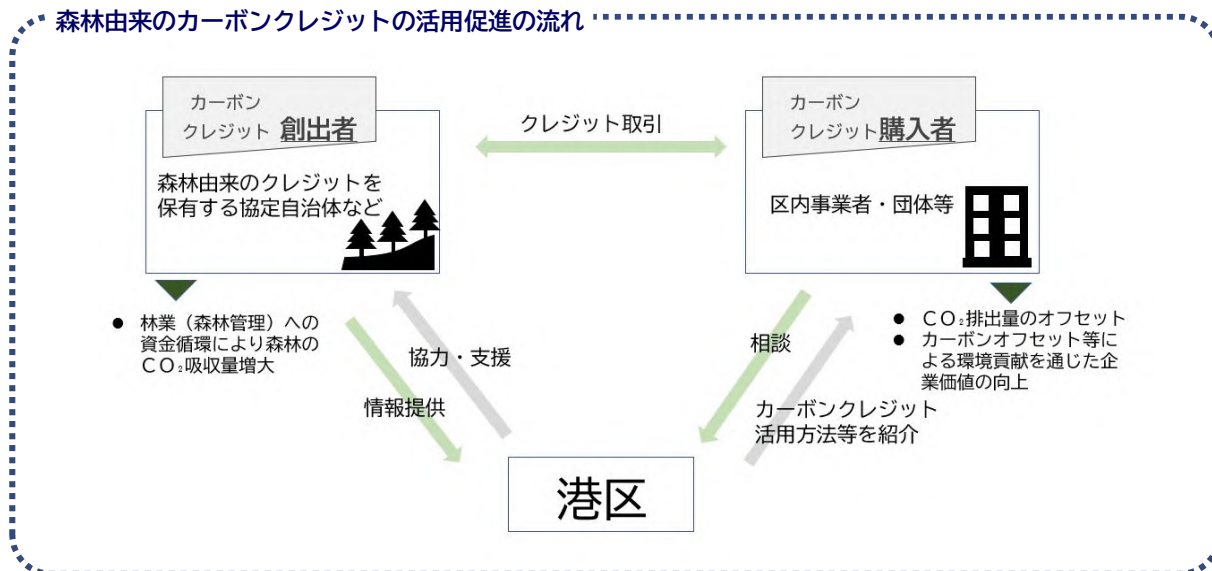 森林由来のカーボンクレジットの活用促進の流れ
カーボン
クレジット 創出者
森林由来のクレジットを
保有する協定自治体など
クレジット取引
カーボン
クレジット購入者
区内事業者・団体等
● 林業（森林管理）への
資金循環により森林の
ＣＯ₂吸収量増大
協力・支援
情報提供
相談
カーボンクレジット
活用方法等を紹介
● ＣＯ₂排出量のオフセット
● カーボンオフセット等に
よる環境貢献を通じた企
業価値の向上
港区